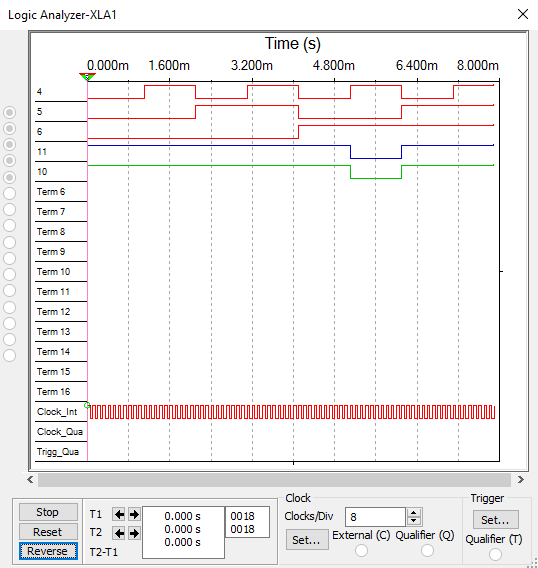 Logic Analyzer-XLA1
Time (s)
0.000m 1.600m 3.200m 4.800m 6.400m 8.000m
4
5
6
11
10
Term 6
Term 7
Term 8
Term 9
Term 10
Term 11
Term 12
Term 13
Term 14
Term 15
Term 16
Clock_Int
Clock_Qua
Trigg_Qua
Stop
Reset
Reverse
T1 0.000 s 0018
T2 0.000 s 0018
T2-T1 0.000 s
Clock
Clocks/Div 8
Set... External (C) Qualifier (Q)
Trigger
Set...
Qualifier (T)